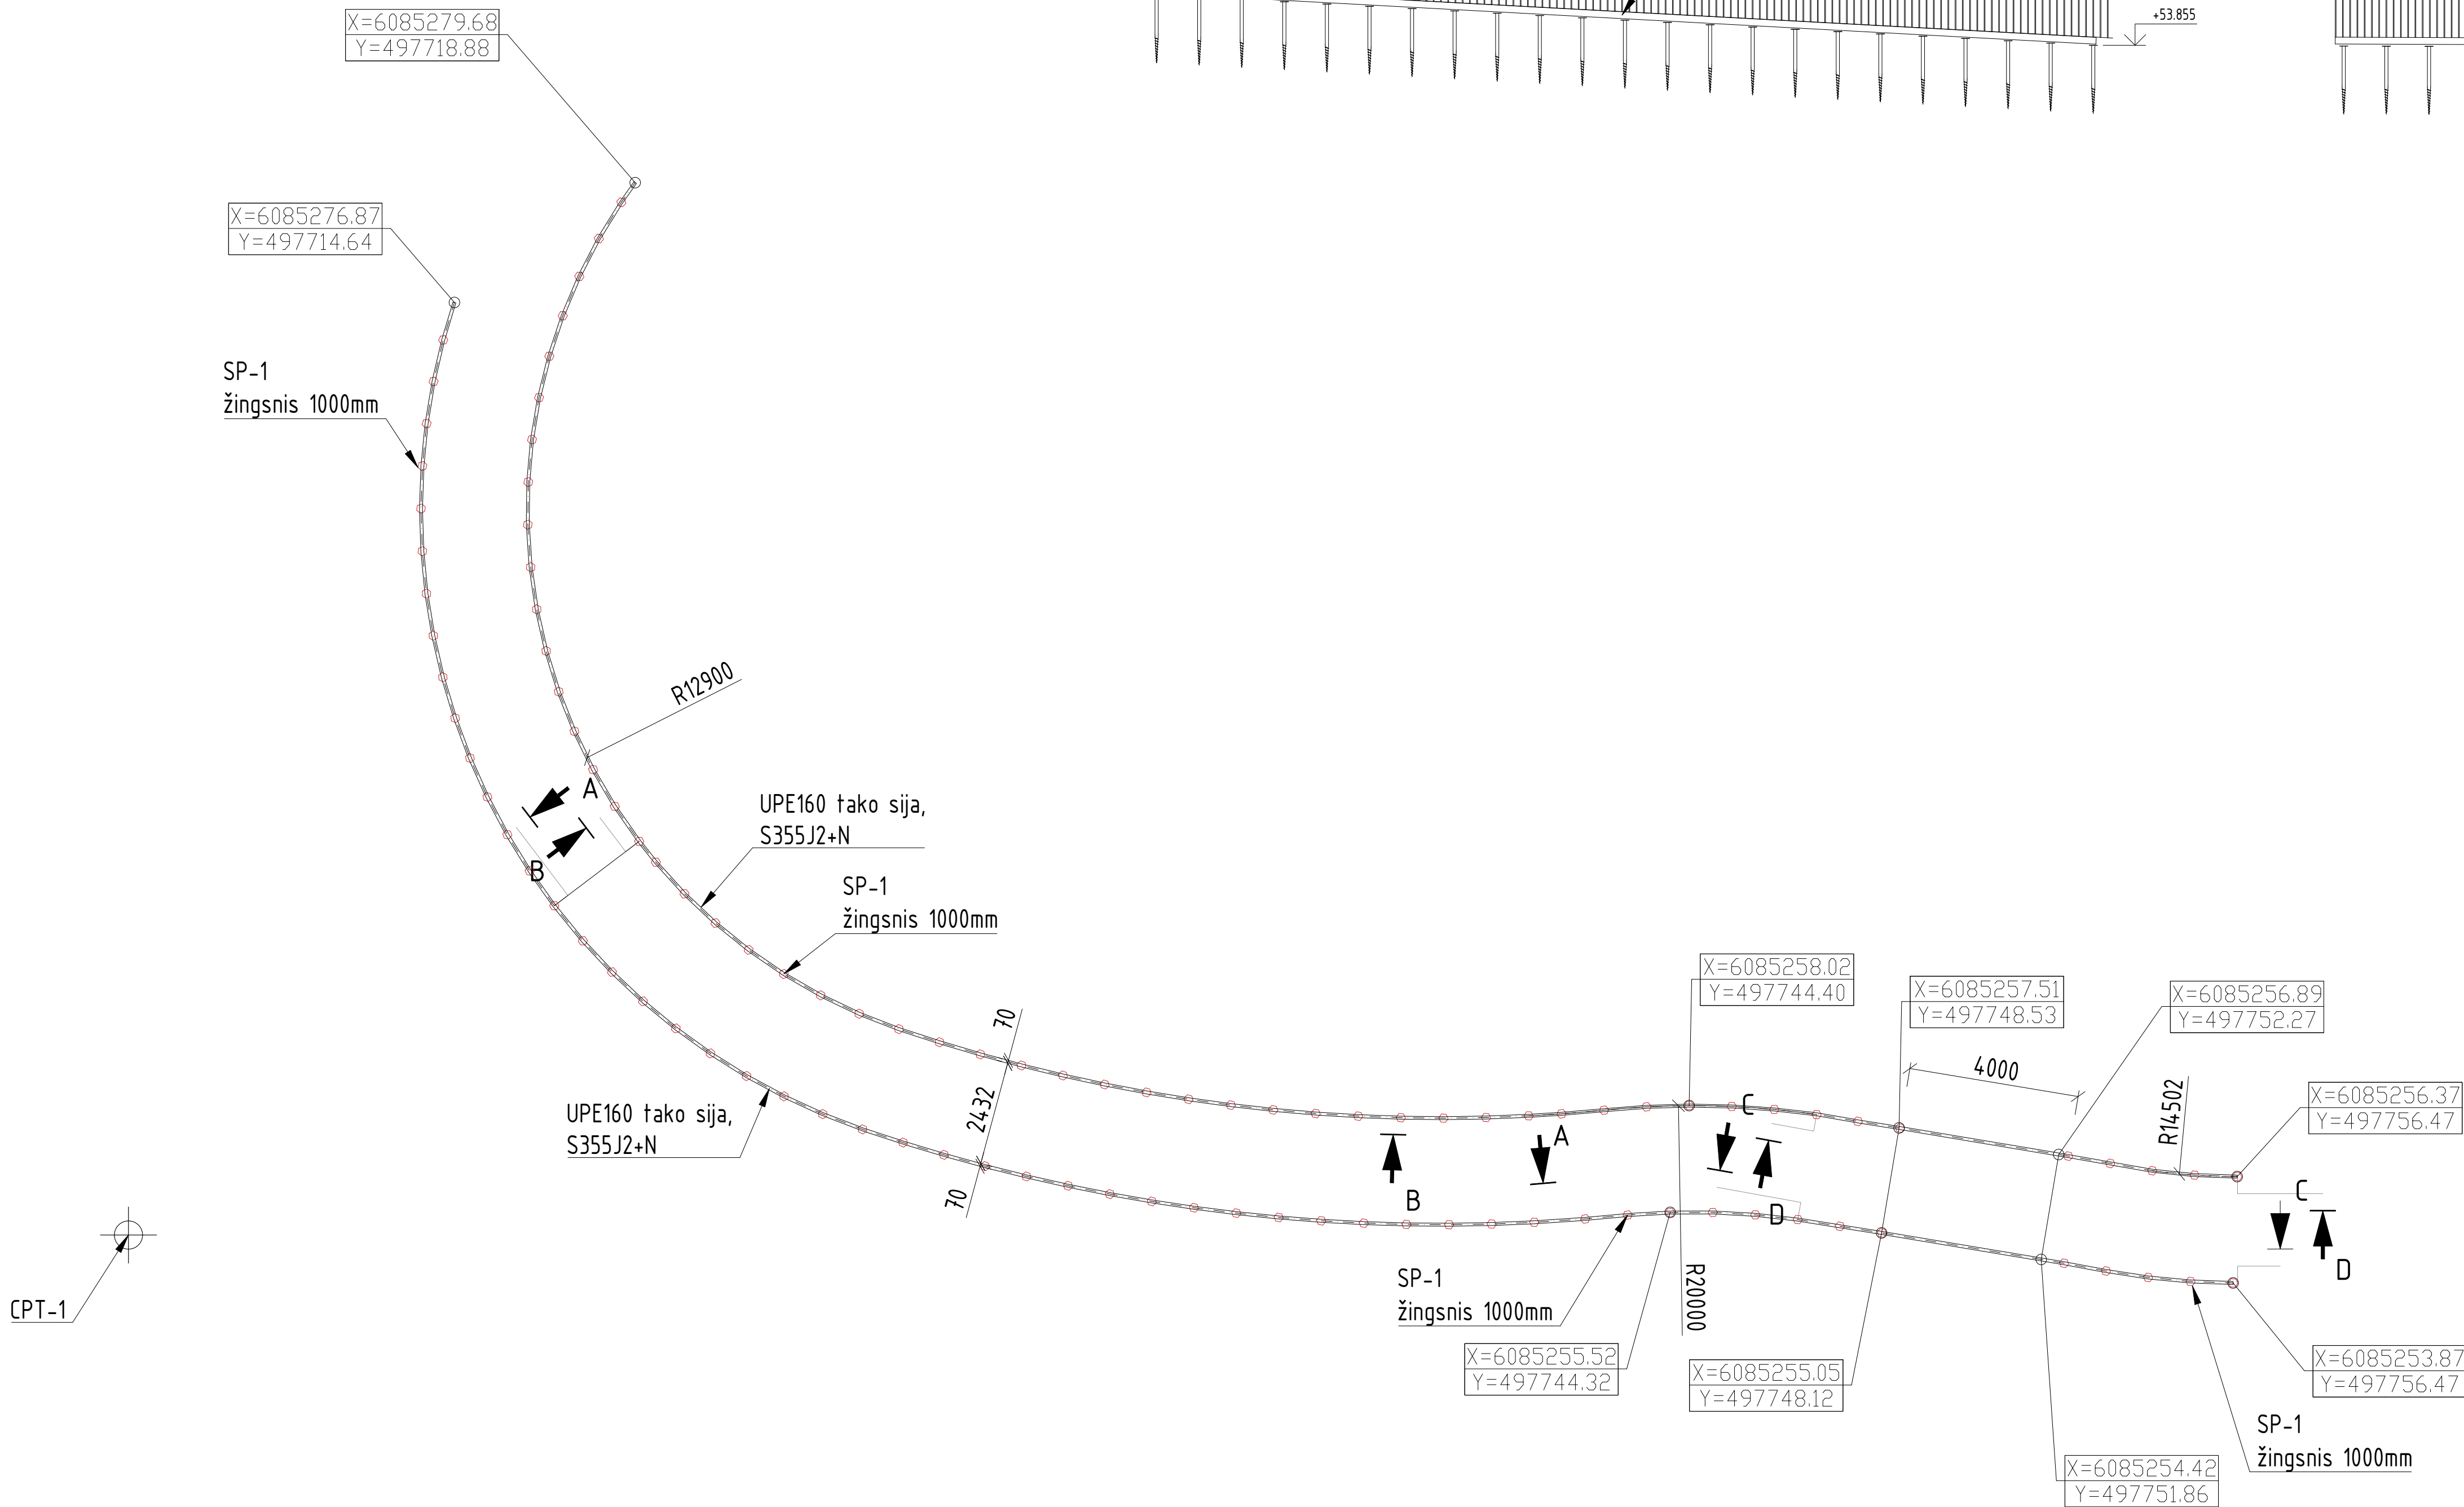 X=6085279.68
Y=497718.88
+53.855
X=6085276.87
Y=497714.64
SP-1
žingsnis 1000mm
R12900
A
B
UPE160 tako sija,
S355J2+N
SP-1
žingsnis 1000mm
70
2432
70
UPE160 tako sija,
S355J2+N
X=6085258.02
Y=497744.40
X=6085257.51
Y=497748.53
X=6085256.89
Y=497752.27
4000
R14502
X=6085256.37
Y=497756.47
C
A
B
D
C
D
CPT-1
SP-1
žingsnis 1000mm
R20000
X=6085255.52
Y=497744.32
X=6085255.05
Y=497748.12
X=6085253.87
Y=497756.47
SP-1
žingsnis 1000mm
X=6085254.42
Y=497751.86